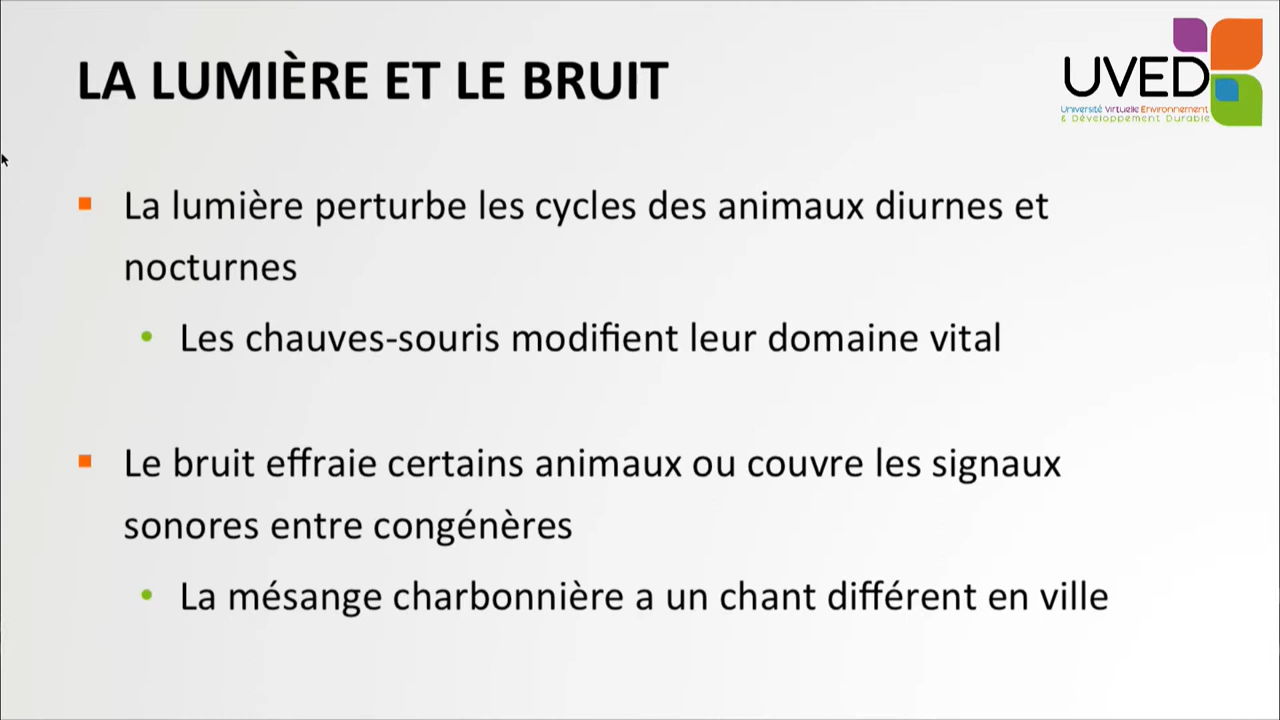 LA LUMIÈRE ET LE BRUIT
UVED
Université Virtuelle Environnement
& Développement Durable
La lumière perturbe les cycles des animaux diurnes et
nocturnes
Les chauves-souris modifient leur domaine vital
Le bruit effraie certains animaux ou couvre les signaux
sonores entre congénères
La mésange charbonnière a un chant différent en ville